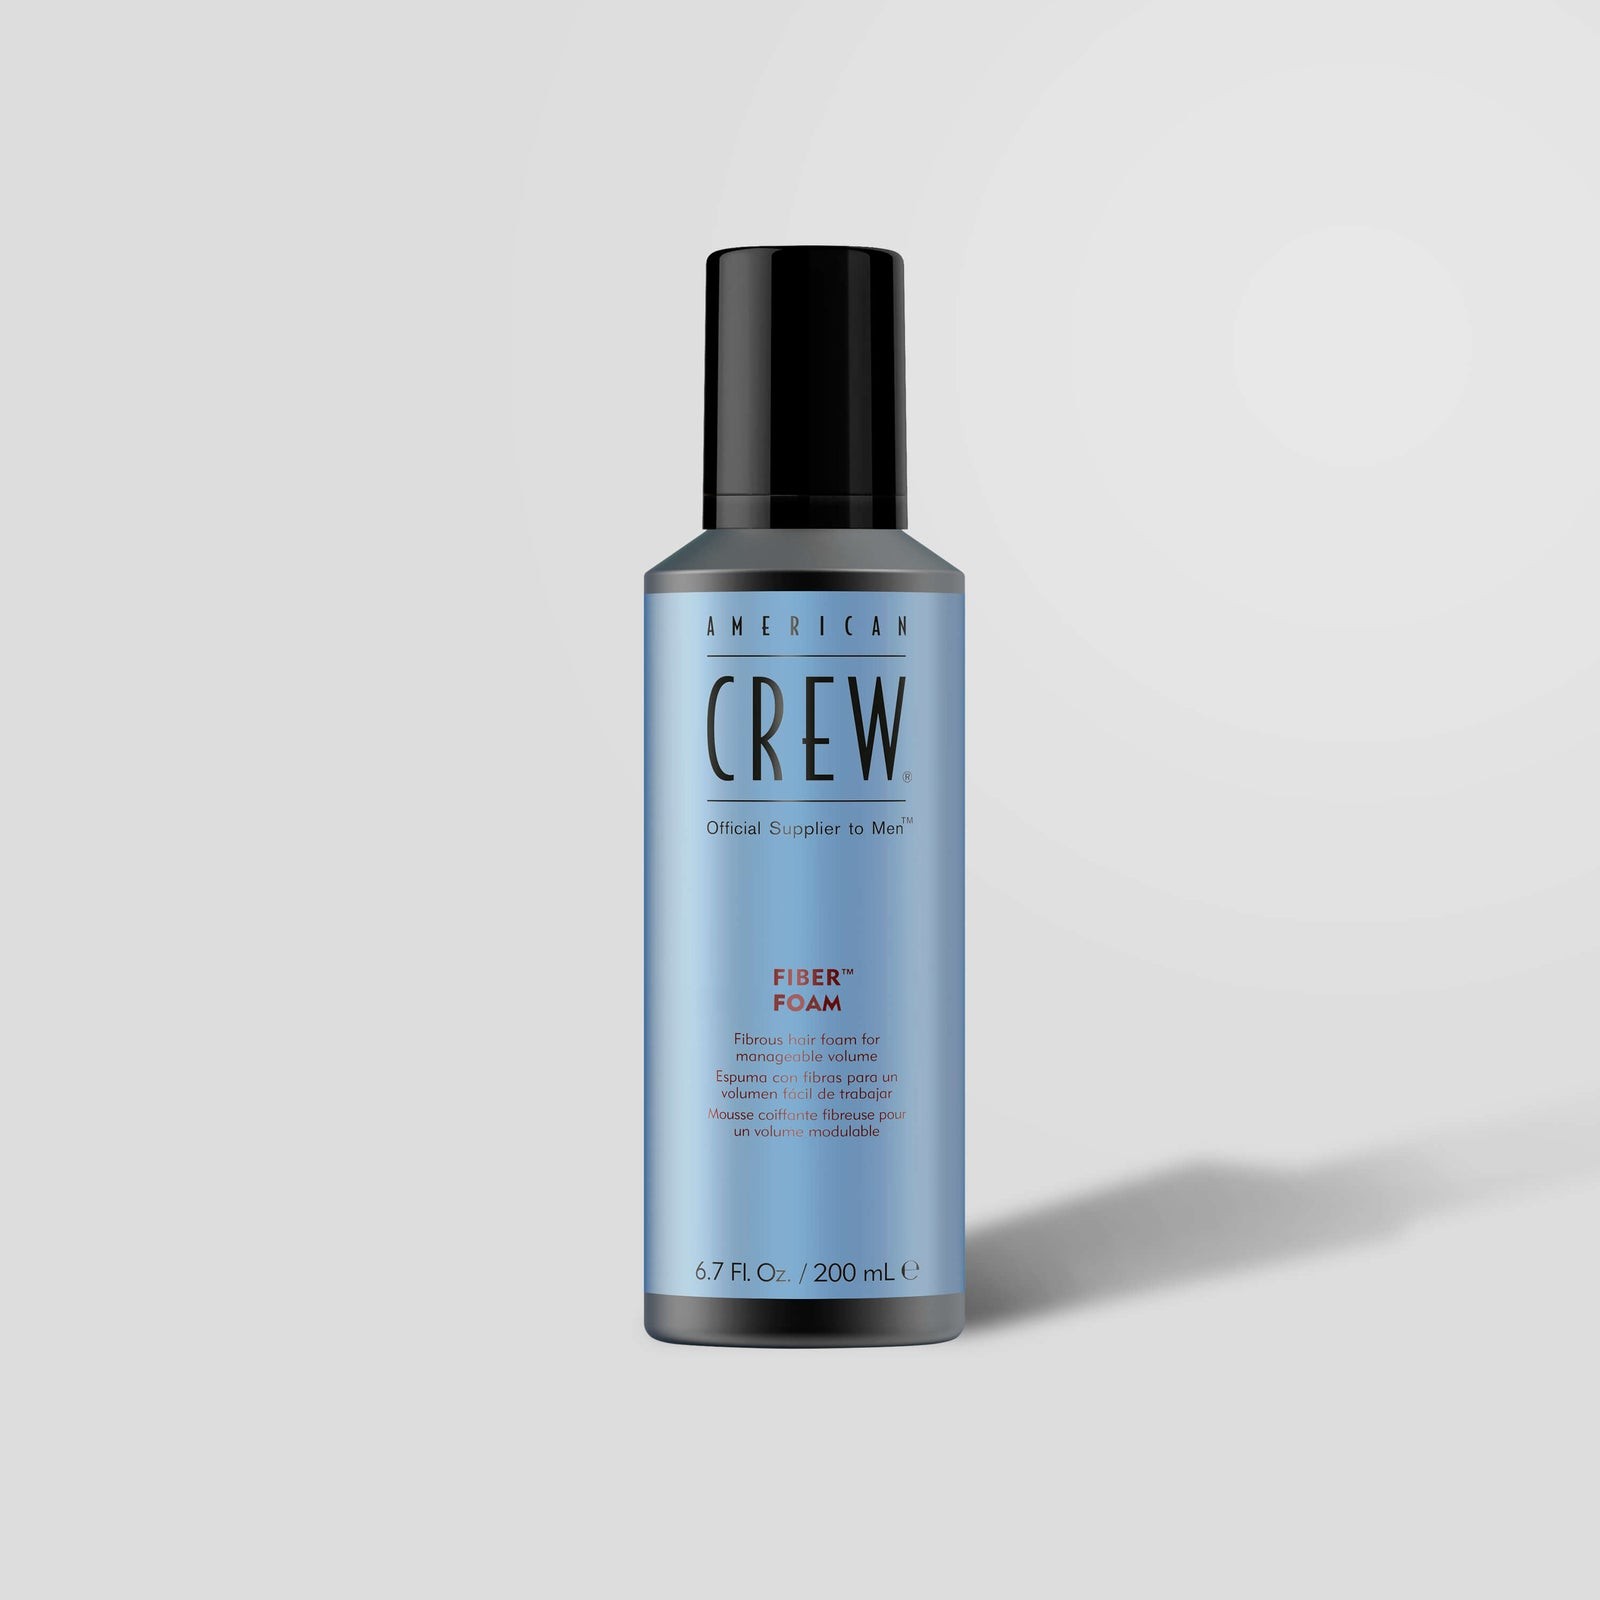 AMERICAN
CREW®
Official Supplier to Men™
FIBER™
FOAM
Fibrous hair foam for
manageable volume
Espuma con fibras para un
volumen fácil de trabajar
Mousse coiffante fibreuse pour
un volume modulable
6.7 Fl. Oz. / 200 mL ℮